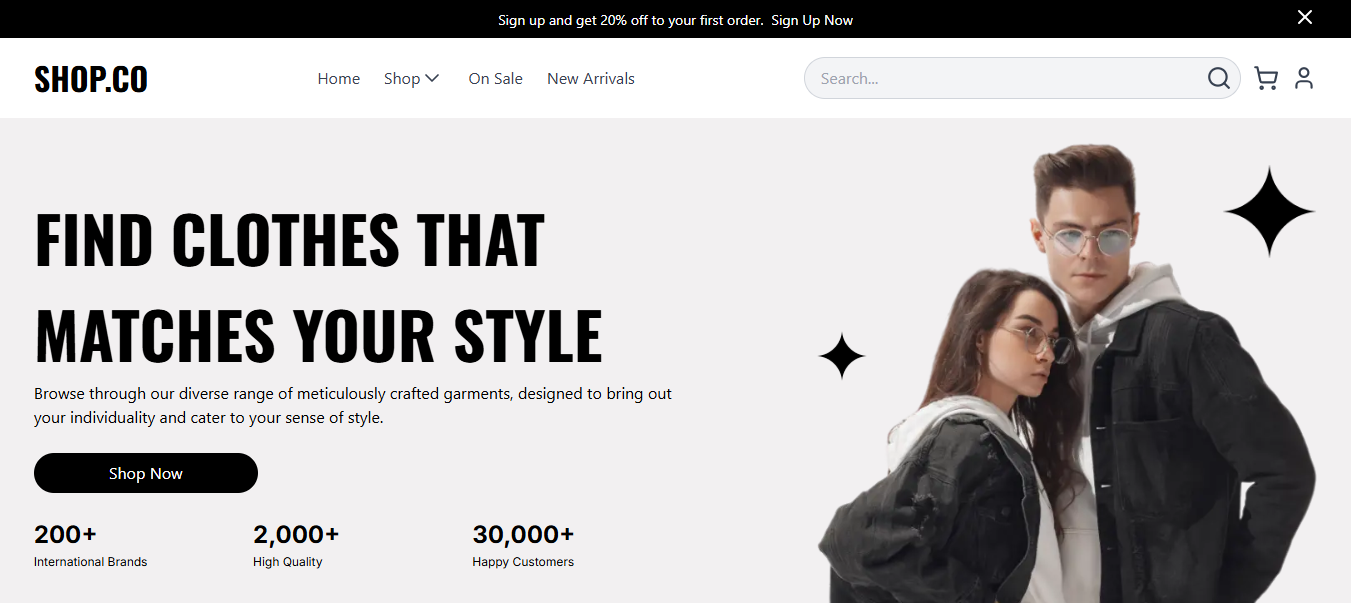 Sign up and get 20% off to your first order. Sign Up Now
SHOP.CO
Home
Shop
On Sale
New Arrivals
Search...
FIND CLOTHES THAT
MATCHES YOUR STYLE
Browse through our diverse range of meticulously crafted garments, designed to bring out
your individuality and cater to your sense of style.
Shop Now
200+
International Brands
2,000+
High Quality
30,000+
Happy Customers